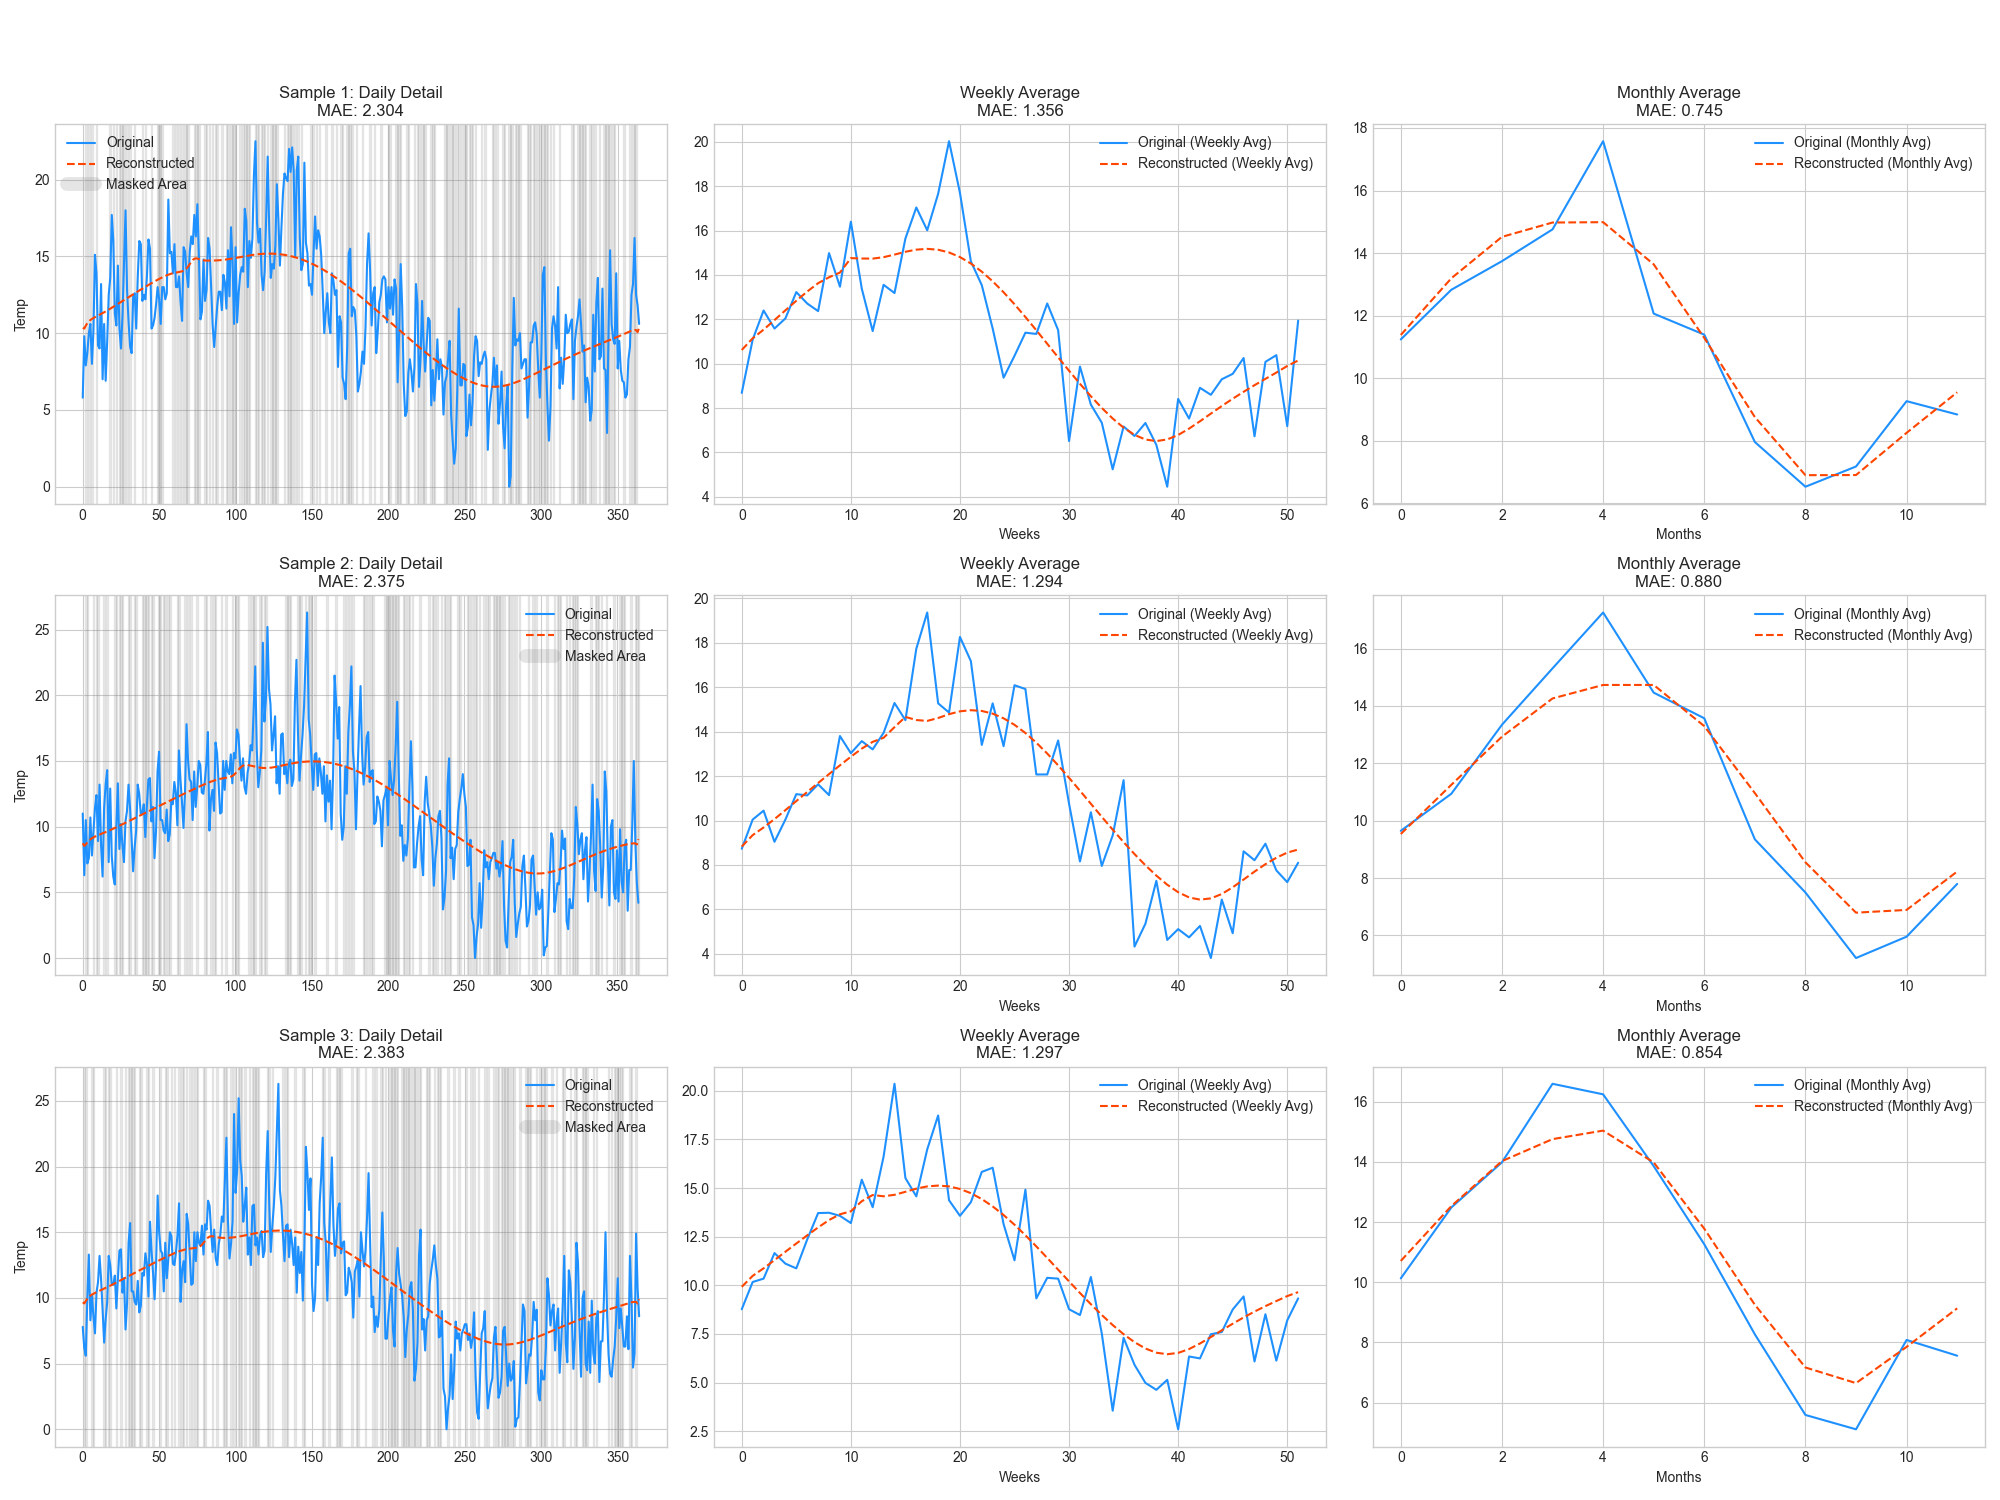 Sample 1: Daily Detail
MAE: 2.304
Original
Reconstructed
Masked Area
Temp
20
15
10
5
0
0 50 100 150 200 250 300 350
Weekly Average
MAE: 1.356
Original (Weekly Avg)
Reconstructed (Weekly Avg)
20
18
16
14
12
10
8
6
4
0 10 20 30 40 50
Weeks
Monthly Average
MAE: 0.745
Original (Monthly Avg)
Reconstructed (Monthly Avg)
18
16
14
12
10
8
6
0 2 4 6 8 10
Months
Sample 2: Daily Detail
MAE: 2.375
Original
Reconstructed
Masked Area
Temp
25
20
15
10
5
0
0 50 100 150 200 250 300 350
Weekly Average
MAE: 1.294
Original (Weekly Avg)
Reconstructed (Weekly Avg)
20
18
16
14
12
10
8
6
4
0 10 20 30 40 50
Weeks
Monthly Average
MAE: 0.880
Original (Monthly Avg)
Reconstructed (Monthly Avg)
16
14
12
10
8
6
0 2 4 6 8 10
Months
Sample 3: Daily Detail
MAE: 2.383
Original
Reconstructed
Masked Area
Temp
25
20
15
10
5
0
0 50 100 150 200 250 300 350
Weekly Average
MAE: 1.297
Original (Weekly Avg)
Reconstructed (Weekly Avg)
20.0
17.5
15.0
12.5
10.0
7.5
5.0
2.5
0 10 20 30 40 50
Weeks
Monthly Average
MAE: 0.854
Original (Monthly Avg)
Reconstructed (Monthly Avg)
16
14
12
10
8
6
0 2 4 6 8 10
Months